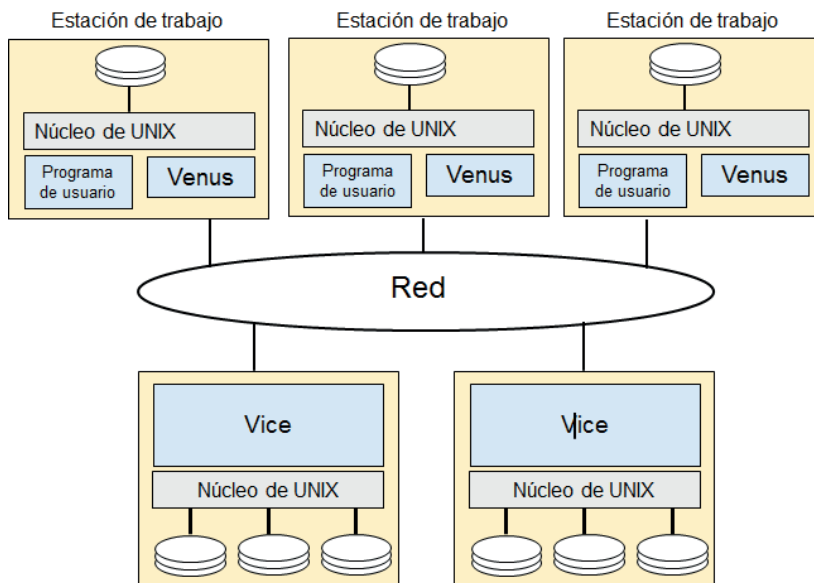 Estación de trabajo
Estación de trabajo
Estación de trabajo
Núcleo de UNIX
Núcleo de UNIX
Núcleo de UNIX
Programa
de usuario
Venus
Programa
de usuario
Venus
Programa
de usuario
Venus
Red
Vice
Vice
Núcleo de UNIX
Núcleo de UNIX